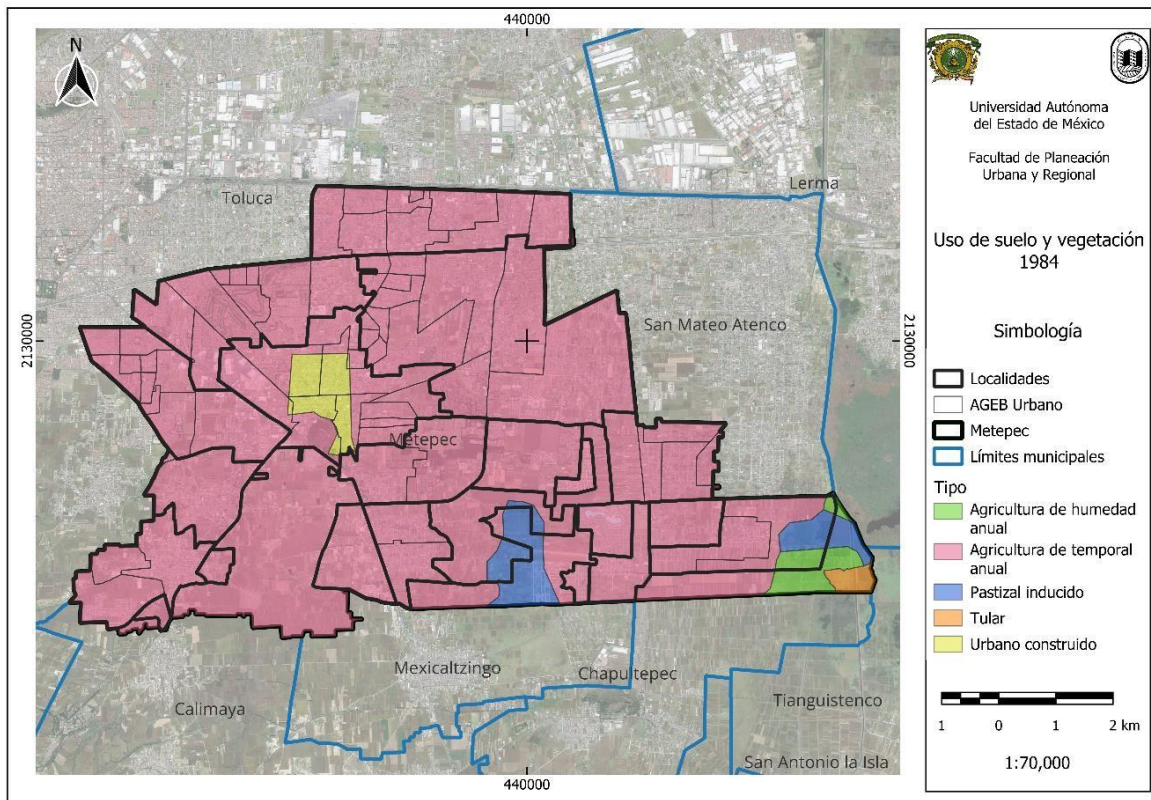 440000
N
Toluca
Lerma
2130000
San Mateo Atenco
2130000
Metepec
Mexicaltzingo
Chapultepec
Calimaya
Tianguistenco
San Antonio la Isla
440000
Universidad Autónoma
del Estado de México
Facultad de Planeación
Urbana y Regional
Uso de suelo y vegetación
1984
Simbología
Localidades
AGEB Urbano
Metepec
Límites municipales
Tipo
Agricultura de humedad
anual
Agricultura de temporal
anual
Pastizal inducido
Tular
Urbano construido
1 0 1 2 km
1:70,000